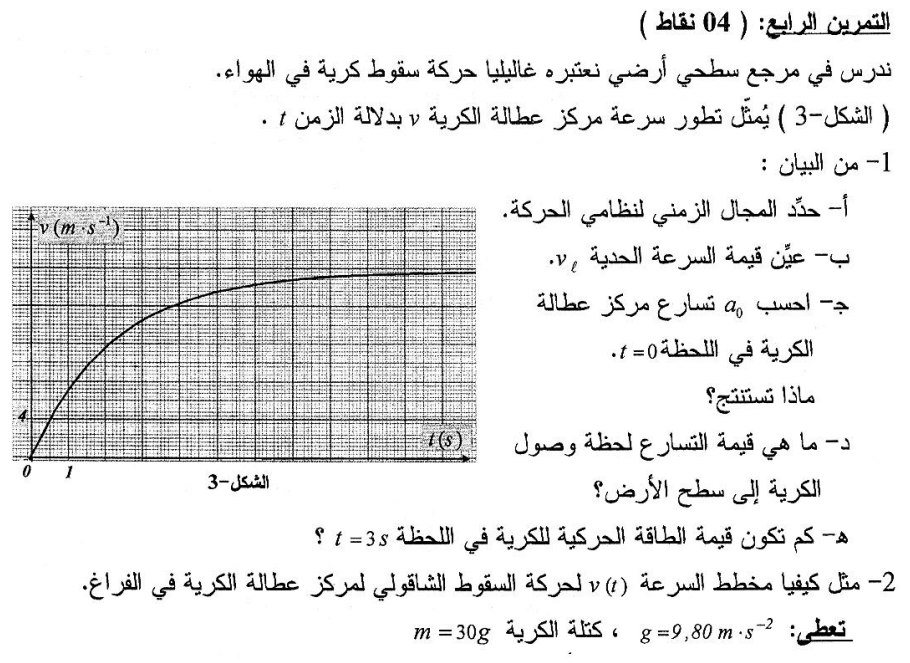 التمرين الرابع: ( 04 نقاط )
ندرس في مرجع سطحي أرضي نعتبره غاليليا حركة سقوط كرية في الهواء.
( الشكل-3 ) يُمثّل تطور سرعة مركز عطالة الكرية v بدلالة الزمن t .
1- من البيان :
أ- حدِّد المجال الزمني لنظامي الحركة.
ب- عيِّن قيمة السرعة الحدية vℓ.
جـ- احسب a₀ تسارع مركز عطالة
الكرية في اللحظة t=0.
ماذا تستنتج؟
د- ما هي قيمة التسارع لحظة وصول
الكرية إلى سطح الأرض؟
v (m·s⁻¹)
4
t(s)
0 1
الشكل-3
هـ- كم تكون قيمة الطاقة الحركية للكرية في اللحظة t=3s ؟
2- مثل كيفيا مخطط السرعة v(t) لحركة السقوط الشاقولي لمركز عطالة الكرية في الفراغ.
تعطى: g=9,80 m·s⁻² ، كتلة الكرية m=30g